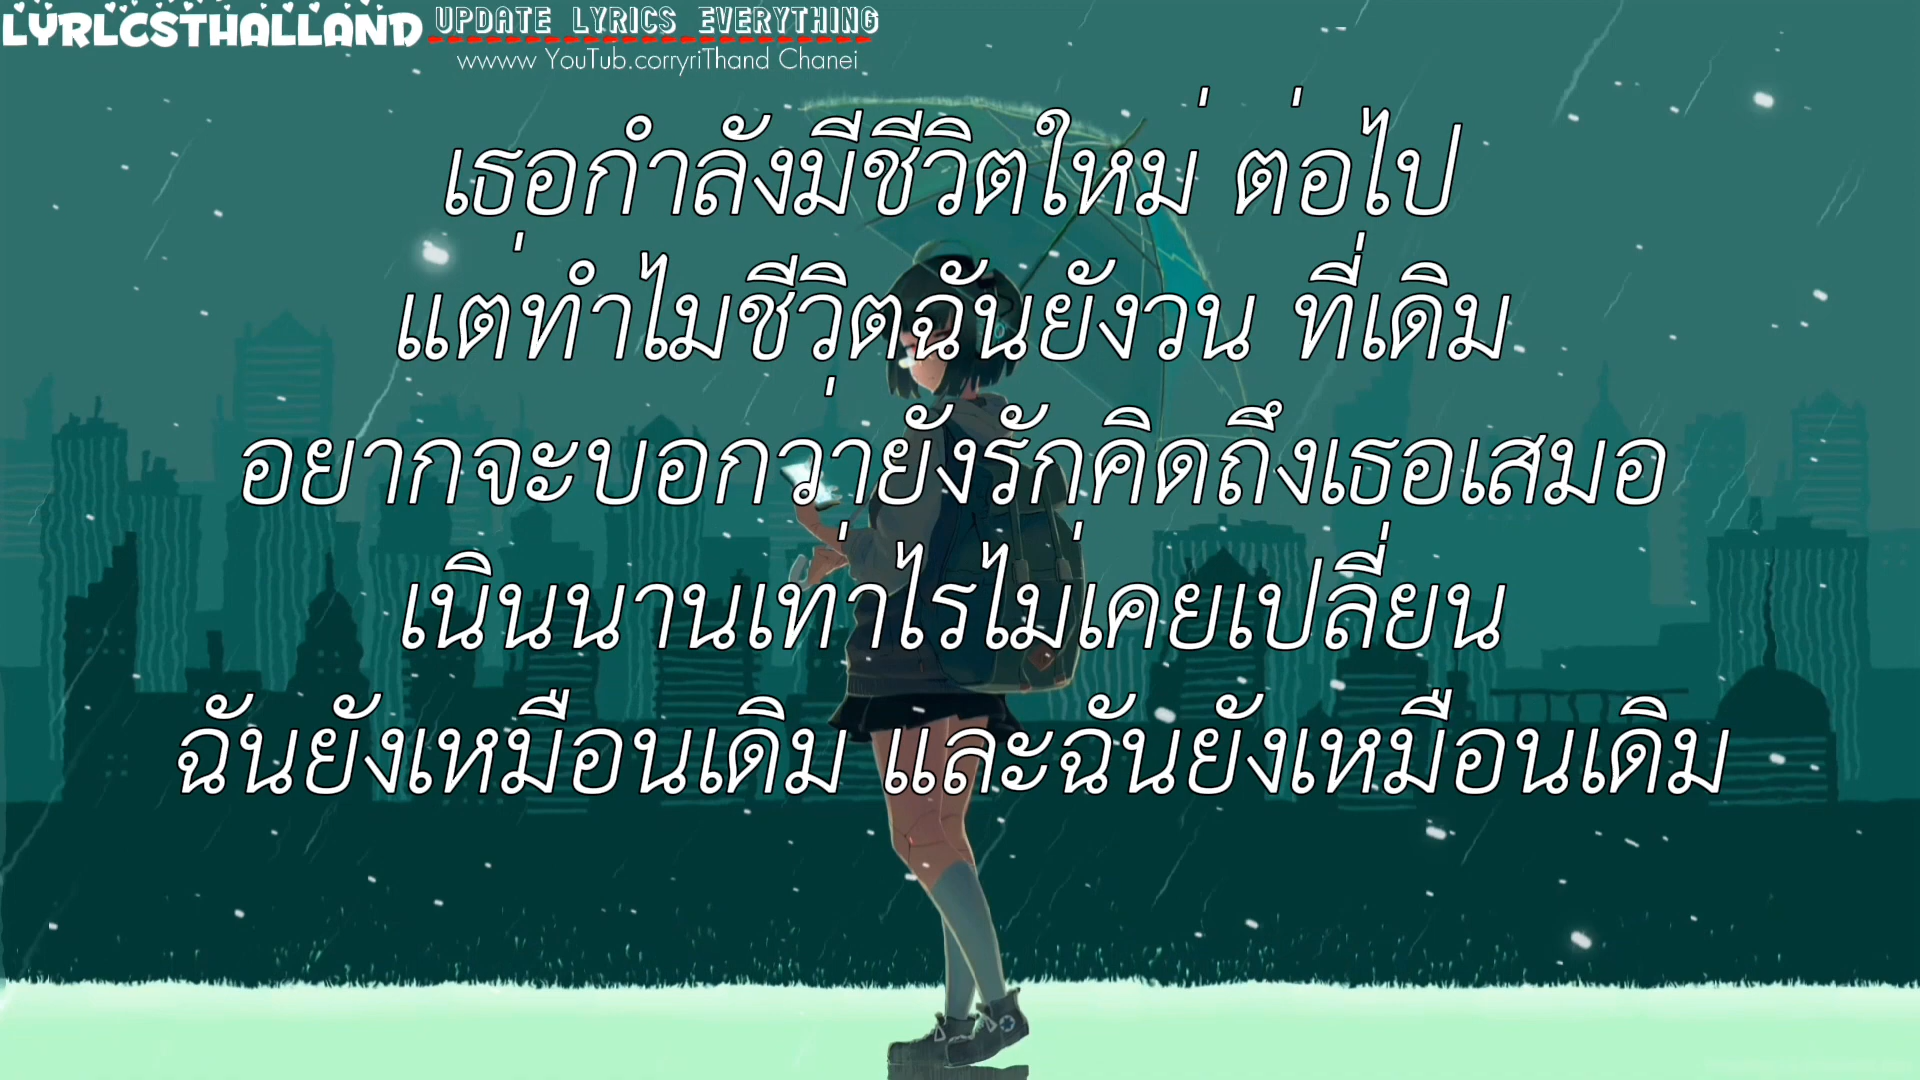 LYRLCSTHALLAND UPDATE LYRICS EVERYTHING
wwww YouTub.corryriThand Chanei
เธอกำลังมีชีวิตใหม่ ต่อไป
แต่ทำไมชีวิตฉันยังวน ที่เดิม
อยากจะบอกว่ายังรักคิดถึงเธอเสมอ
เนินนานเท่าไรไม่เคยเปลี่ยน
ฉันยังเหมือนเดิม และฉันยังเหมือนเดิม